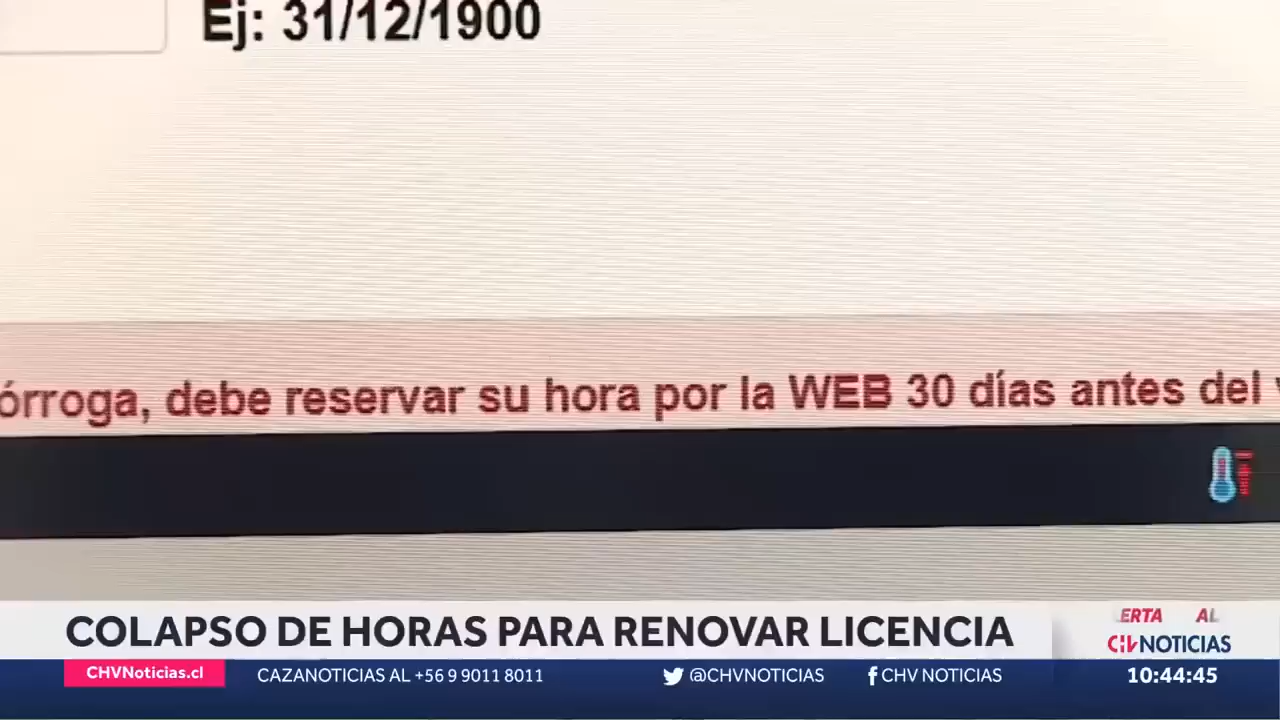 Ej: 31/12/1900
órroga, debe reservar su hora por la WEB 30 días antes del
COLAPSO DE HORAS PARA RENOVAR LICENCIA
ERTA AL
CHV NOTICIAS
CHVNoticias.cl
CAZANOTICIAS AL +56 9 9011 8011
@CHVNOTICIAS
CHV NOTICIAS
10:44:45